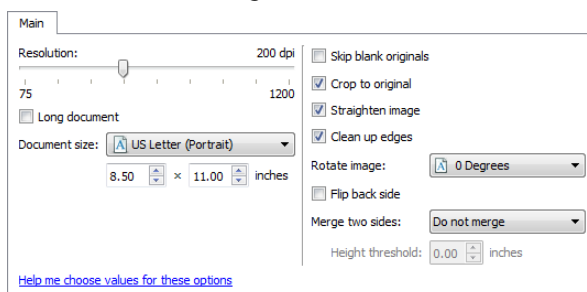 Main
Resolution: 200 dpi
75 1200
Long document
Document size: US Letter (Portrait)
8.50 × 11.00 inches
Skip blank originals
Crop to original
Straighten image
Clean up edges
Rotate image: 0 Degrees
Flip back side
Merge two sides: Do not merge
Height threshold: 0.00 inches
Help me choose values for these options